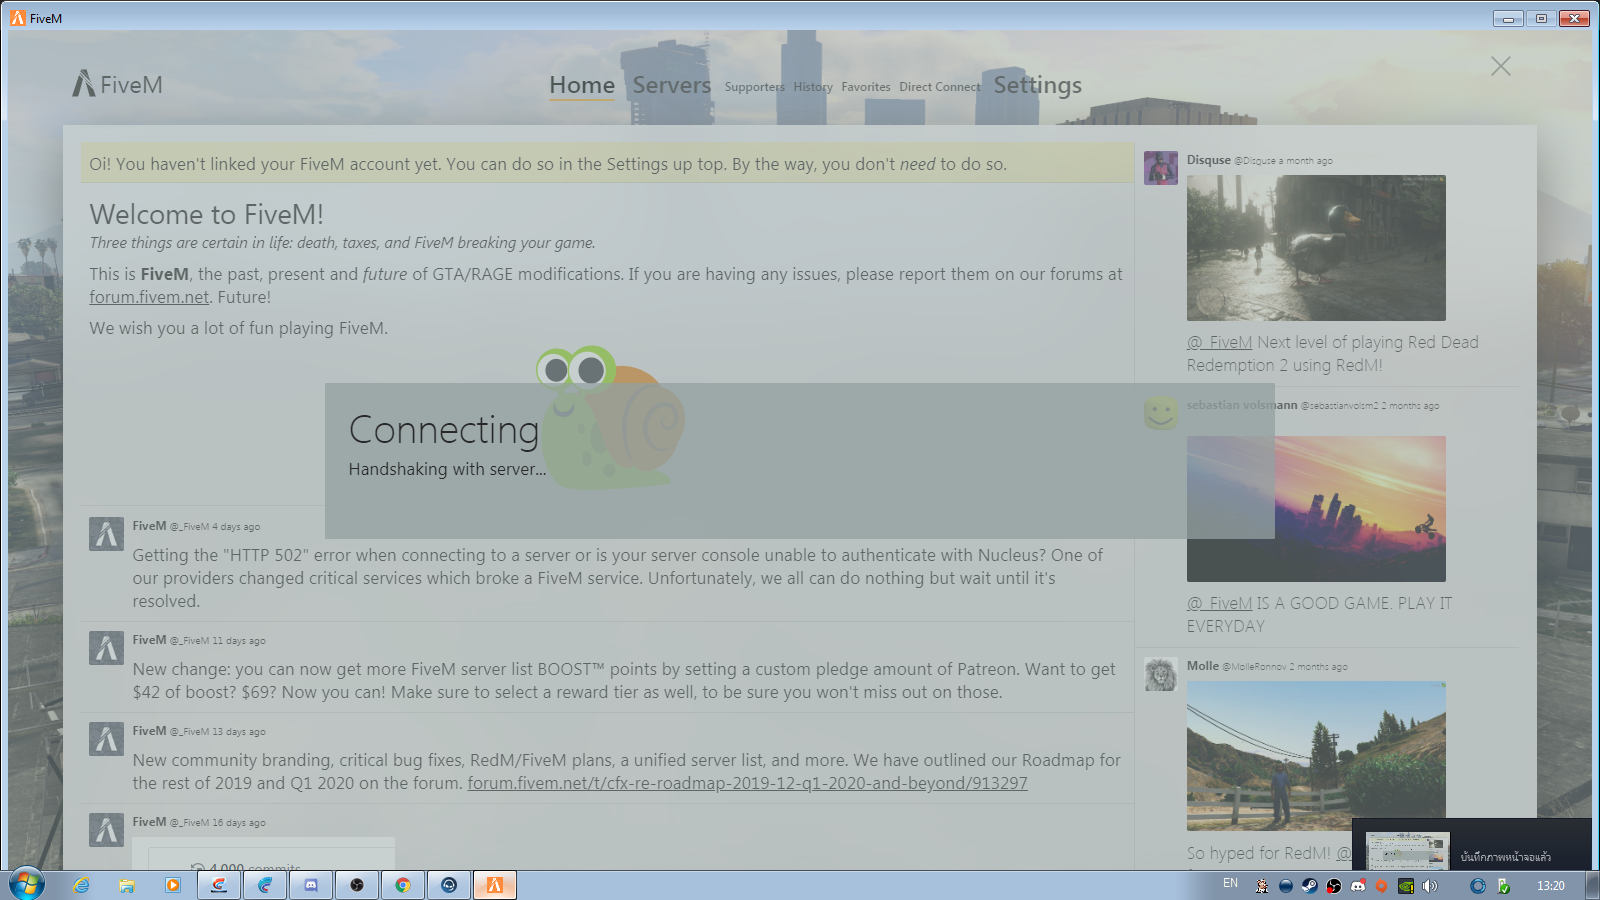 FiveM
FiveM
Home Servers Supporters History Favorites Direct Connect Settings
Oi! You haven't linked your FiveM account yet. You can do so in the Settings up top. By the way, you don't need to do so.
Welcome to FiveM!
Three things are certain in life: death, taxes, and FiveM breaking your game.
This is FiveM, the past, present and future of GTA/RAGE modifications. If you are having any issues, please report them on our forums at
forum.fivem.net. Future!
We wish you a lot of fun playing FiveM.
Connecting
Handshaking with server...
FiveM @_FiveM 4 days ago
Getting the "HTTP 502" error when connecting to a server or is your server console unable to authenticate with Nucleus? One of
our providers changed critical services which broke a FiveM service. Unfortunately, we all can do nothing but wait until it's
resolved.
FiveM @_FiveM 11 days ago
New change: you can now get more FiveM server list BOOST™ points by setting a custom pledge amount of Patreon. Want to get
$42 of boost? $69? Now you can! Make sure to select a reward tier as well, to be sure you won't miss out on those.
FiveM @_FiveM 13 days ago
New community branding, critical bug fixes, RedM/FiveM plans, a unified server list, and more. We have outlined our Roadmap for
the rest of 2019 and Q1 2020 on the forum. forum.fivem.net/t/cfx-re-roadmap-2019-12-q1-2020-and-beyond/913297
FiveM @_FiveM 16 days ago
4,000 commits
Disquse @Disquse a month ago
@_FiveM Next level of playing Red Dead
Redemption 2 using RedM!
sebastian volsmann @sebastianvolsm2 2 months ago
@_FiveM IS A GOOD GAME. PLAY IT
EVERYDAY
Molle @MolleRonnov 2 months ago
So hyped for RedM! @
บันทึกภาพหน้าจอแล้ว
EN
13:20